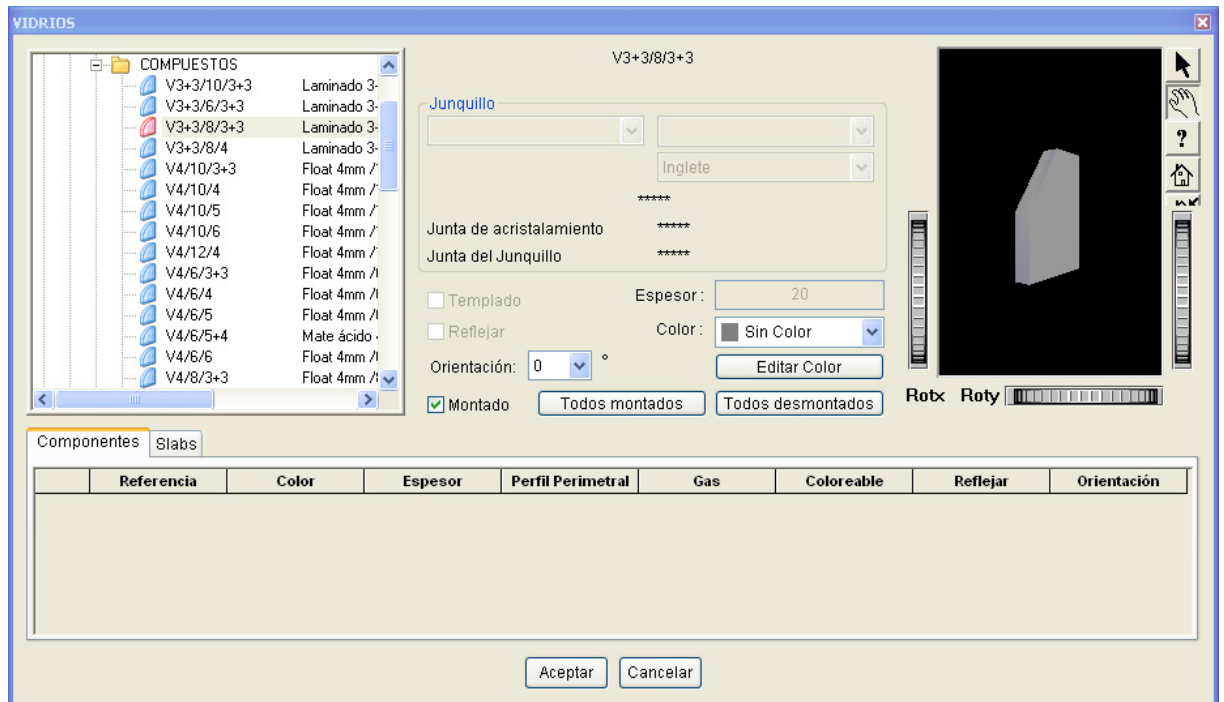 VIDRIOS
COMPUESTOS
V3+3/10/3+3 Laminado 3-
V3+3/6/3+3 Laminado 3-
V3+3/8/3+3 Laminado 3-
V3+3/8/4 Laminado 3-
V4/10/3+3 Float 4mm /
V4/10/4 Float 4mm /
V4/10/5 Float 4mm /
V4/10/6 Float 4mm /
V4/12/4 Float 4mm /
V4/6/3+3 Float 4mm /
V4/6/4 Float 4mm /
V4/6/5 Float 4mm /
V4/6/5+4 Mate ácido
V4/6/6 Float 4mm /
V4/8/3+3 Float 4mm /
V3+3/8/3+3
Junquillo
Inglete
*****
Junta de acristalamiento *****
Junta del Junquillo *****
Templado
Espesor: 20
Reflejar
Color: Sin Color
Orientación: 0 °
Editar Color
Montado Todos montados Todos desmontados
?
Rotx Roty
Componentes Slabs
Referencia Color Espesor Perfil Perimetral Gas Coloreable Reflejar Orientación
Aceptar Cancelar